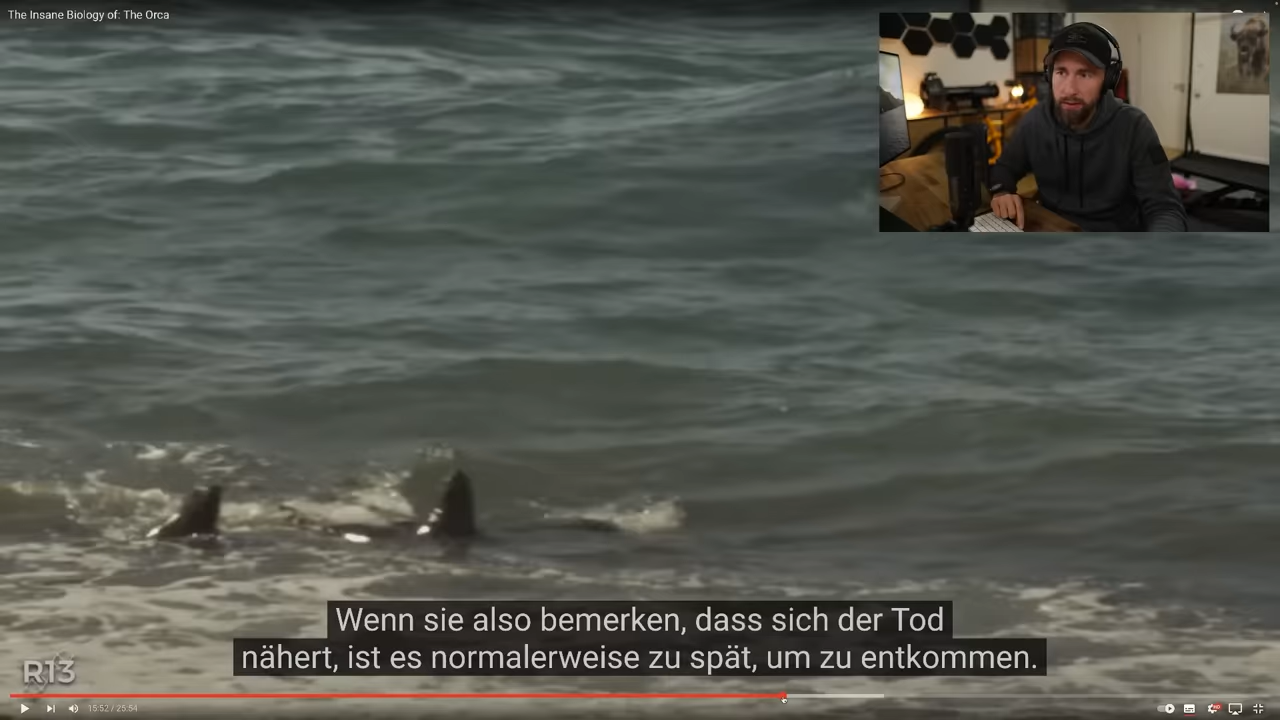 The Insane Biology of: The Orca
Wenn sie also bemerken, dass sich der Tod
nähert, ist es normalerweise zu spät, um zu entkommen.
R13
15:52 / 25:54